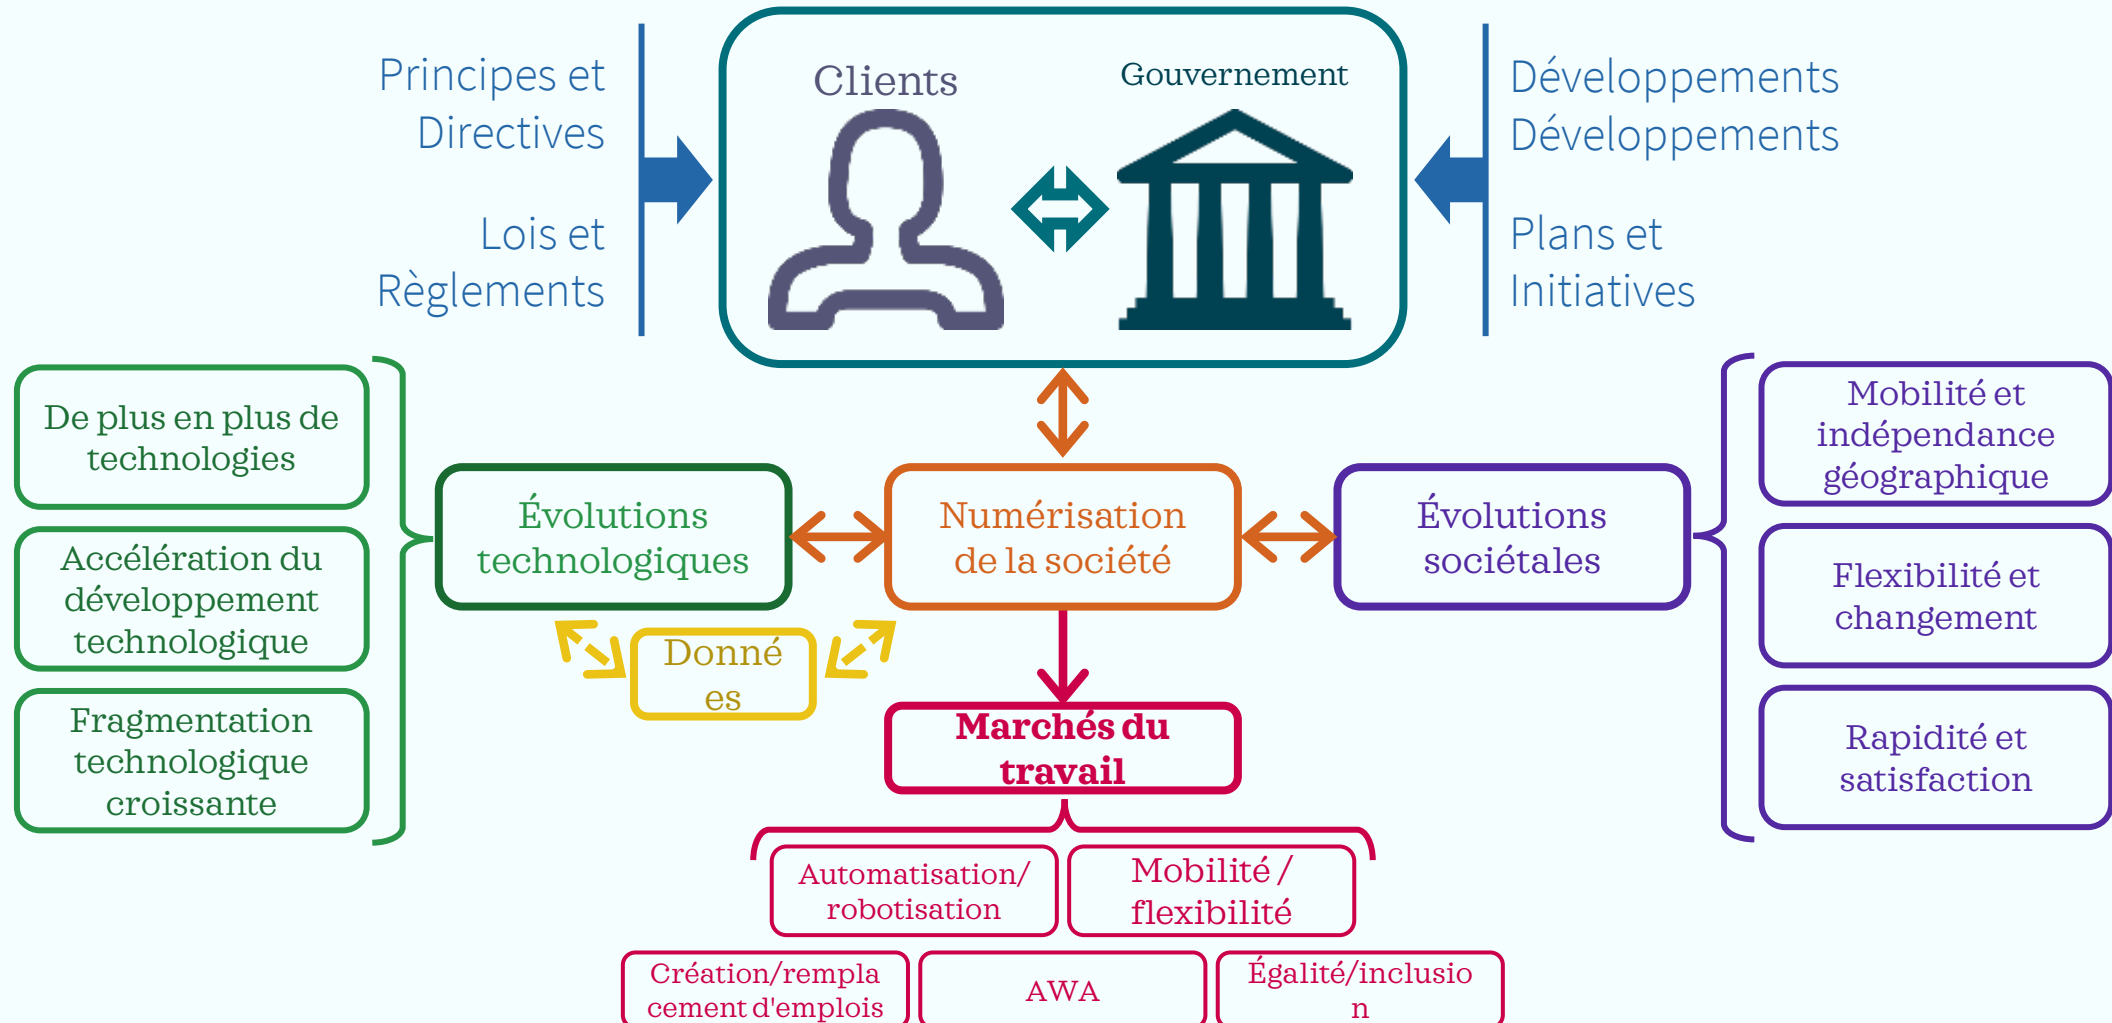 Principes et
Directives
Lois et
Règlements
Clients
Gouvernement
Développements
Développements
Plans et
Initiatives
De plus en plus de
technologies
Accélération du
développement
technologique
Fragmentation
technologique
croissante
Évolutions
technologiques
Numérisation
de la société
Évolutions
sociétales
Mobilité et
indépendance
géographique
Flexibilité et
changement
Rapidité et
satisfaction
Donné
es
Marchés du
travail
Automatisation/
robotisation
Mobilité /
flexibilité
Création/rempla
cement d'emplois
AWA
Égalité/inclusio
n